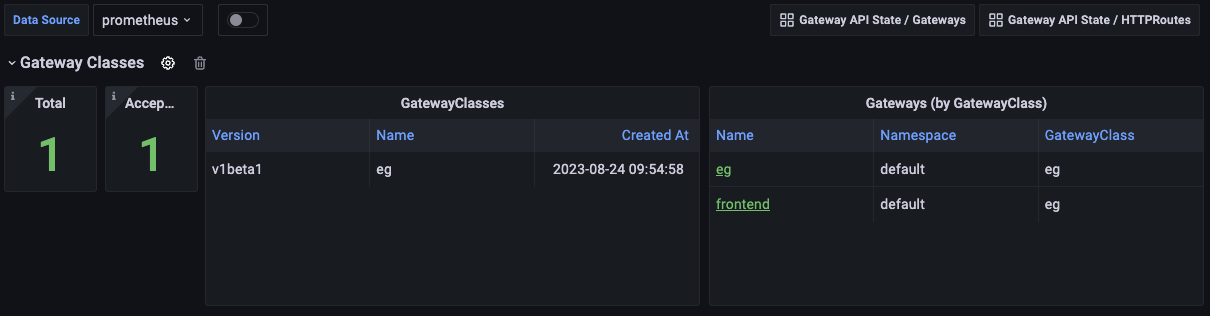 Data Source prometheus Gateway API State / Gateways Gateway API State / HTTPRoutes
Gateway Classes
Total Accep... GatewayClasses Gateways (by GatewayClass)
Version Name Created At Name Namespace GatewayClass
1 1 v1beta1 eg 2023-08-24 09:54:58 eg default eg
frontend default eg